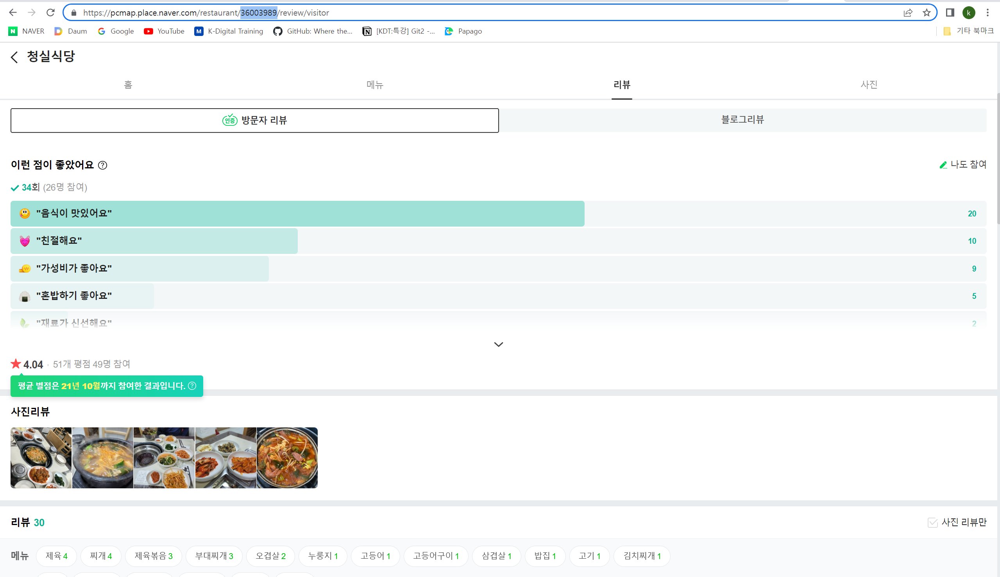 https://pcmap.place.naver.com/restaurant/36003989/review/visitor
k
N NAVER
Daum
Google
YouTube
M K-Digital Training
GitHub: Where the...
[KDT:특강] Git2 -...
Papago
기타 북마크
청실식당
홈 메뉴 리뷰 사진
인증 방문자 리뷰
블로그리뷰
이런 점이 좋았어요 ?
나도 참여
34회 (26명 참여)
"음식이 맛있어요" 20
"친절해요" 10
"가성비가 좋아요" 9
"혼밥하기 좋아요" 5
"재료가 신선해요" 2
4.04 · 51개 평점 49명 참여
평균 별점은 21년 10월까지 참여한 결과입니다. ?
사진리뷰
리뷰 30
사진 리뷰만
메뉴 제육 4 찌개 4 제육볶음 3 부대찌개 3 오겹살 2 누룽지 1 고등어 1 고등어구이 1 삼겹살 1 밥집 1 고기 1 김치찌개 1